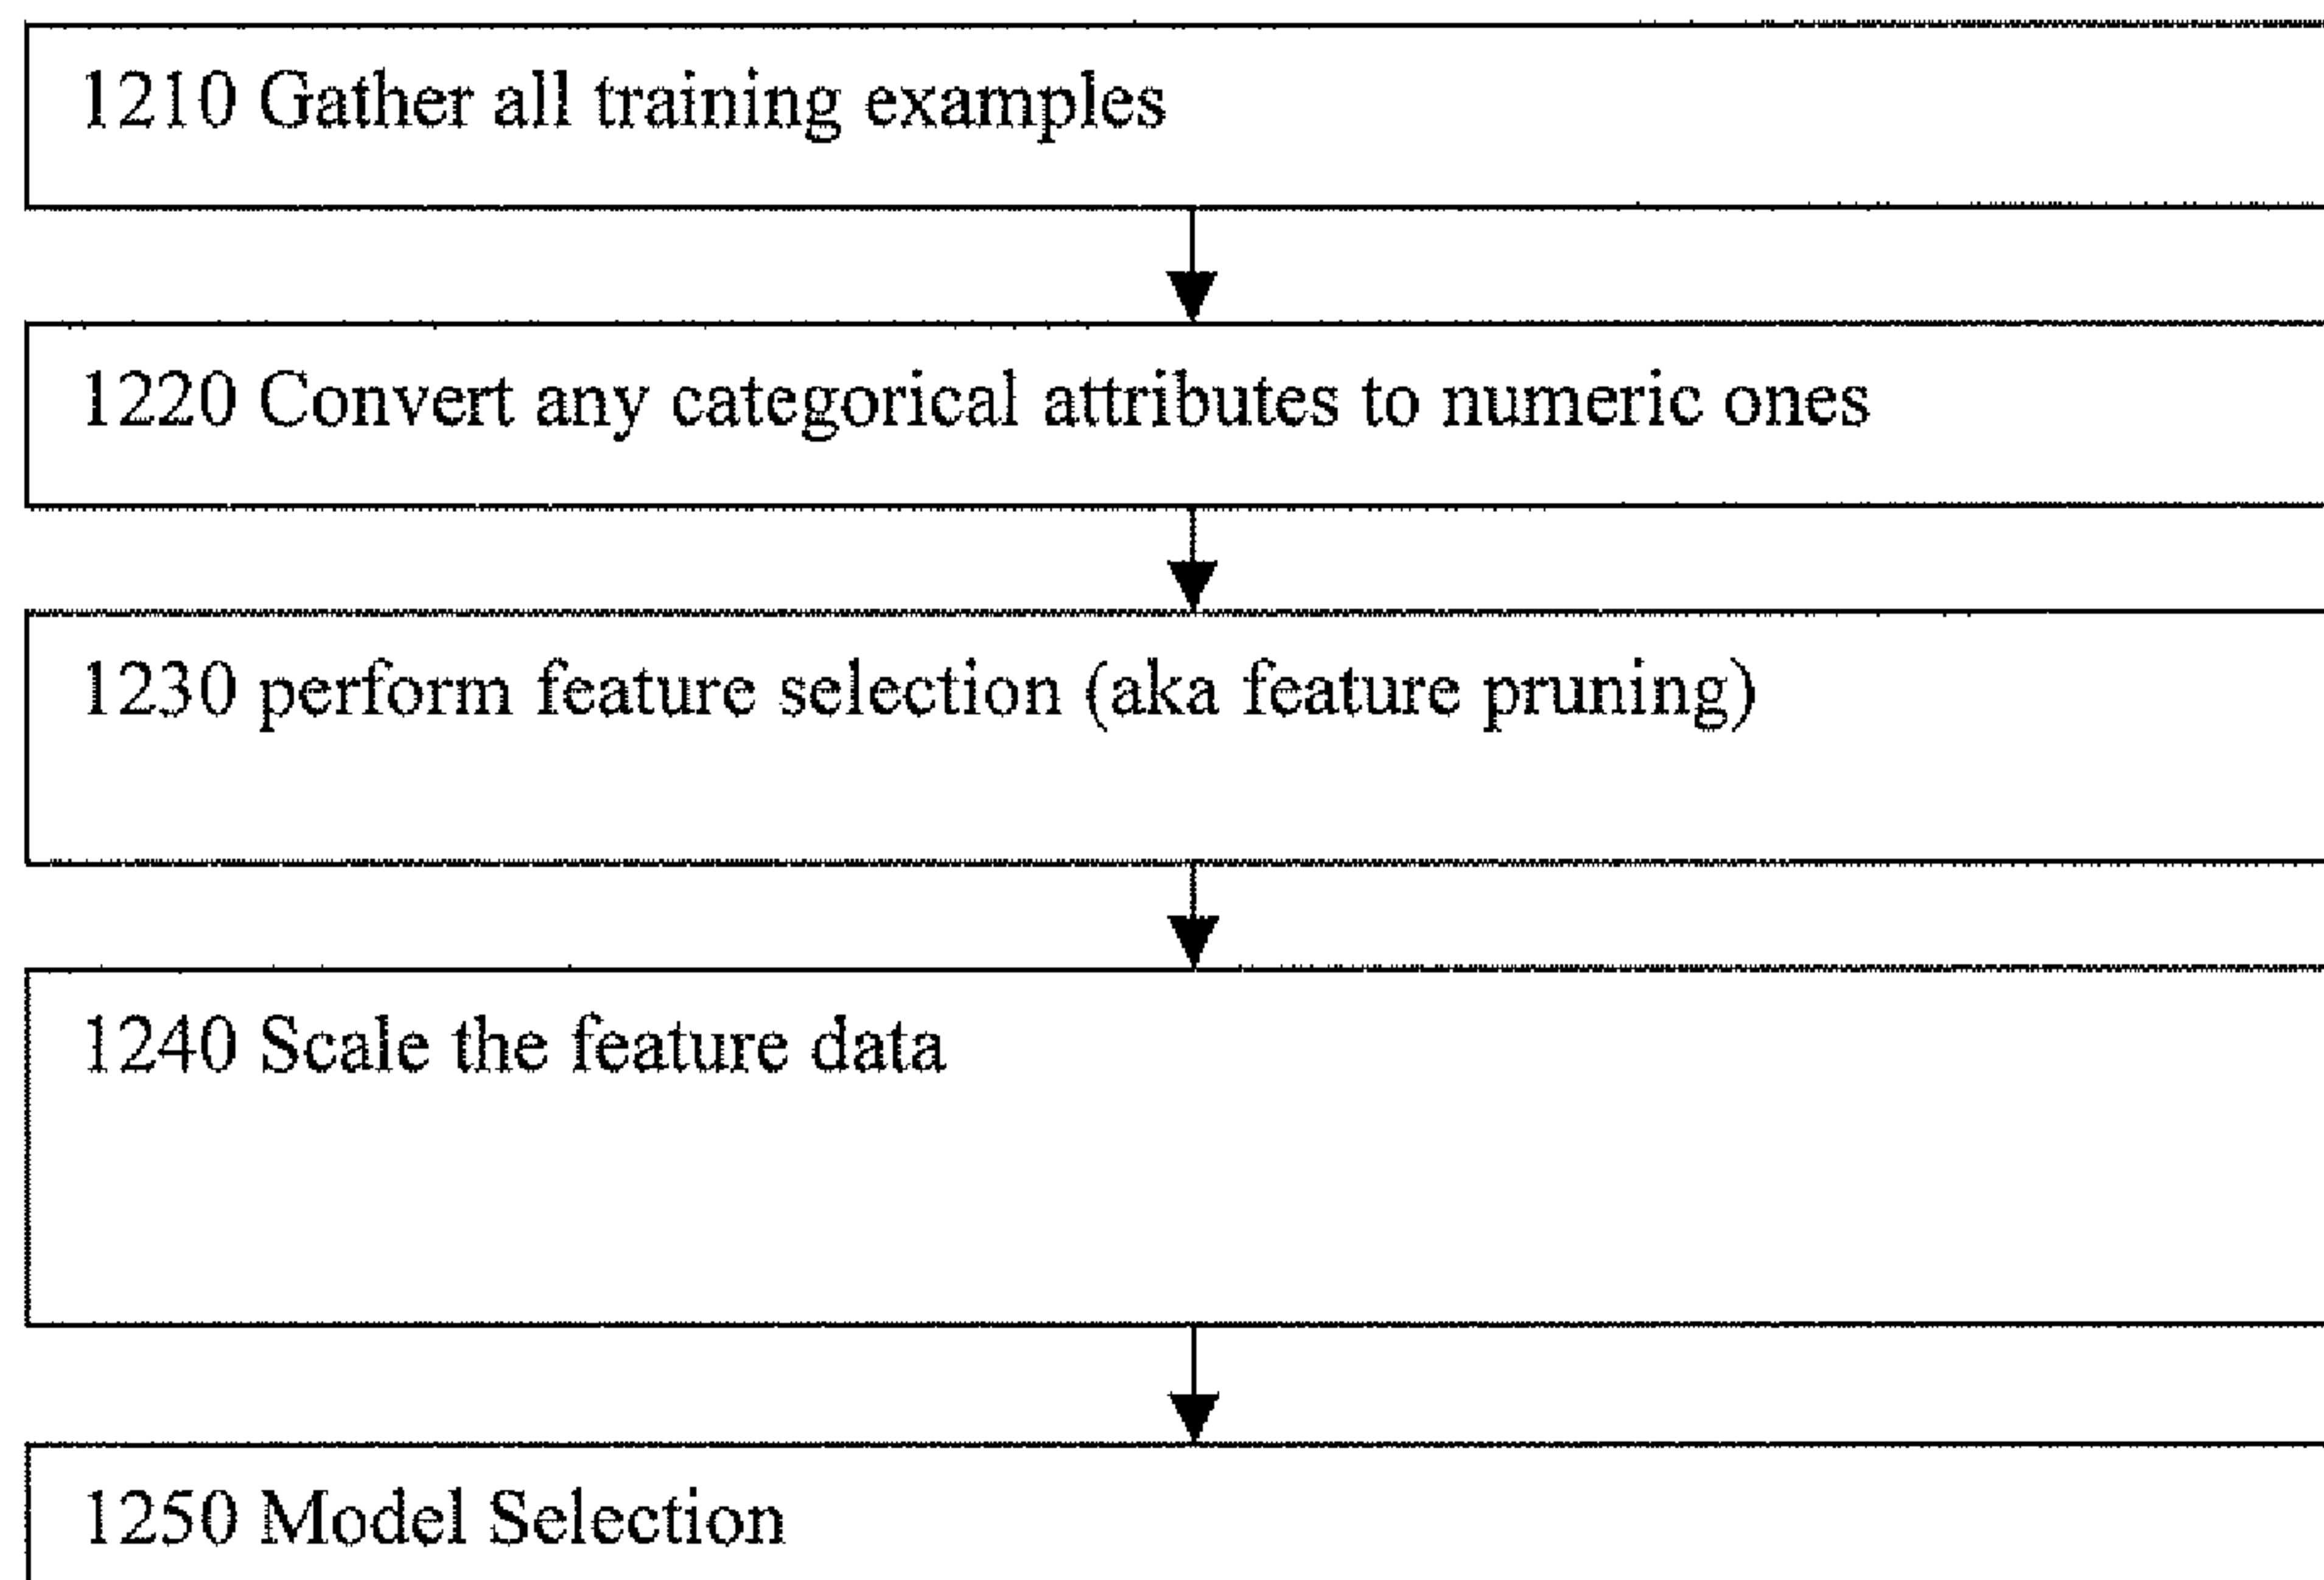 1210 Gather all training examples
1220 Convert any categorical attributes to numeric ones
1230 perform feature selection (aka feature pruning)
1240 Scale the feature data
1250 Model Selection